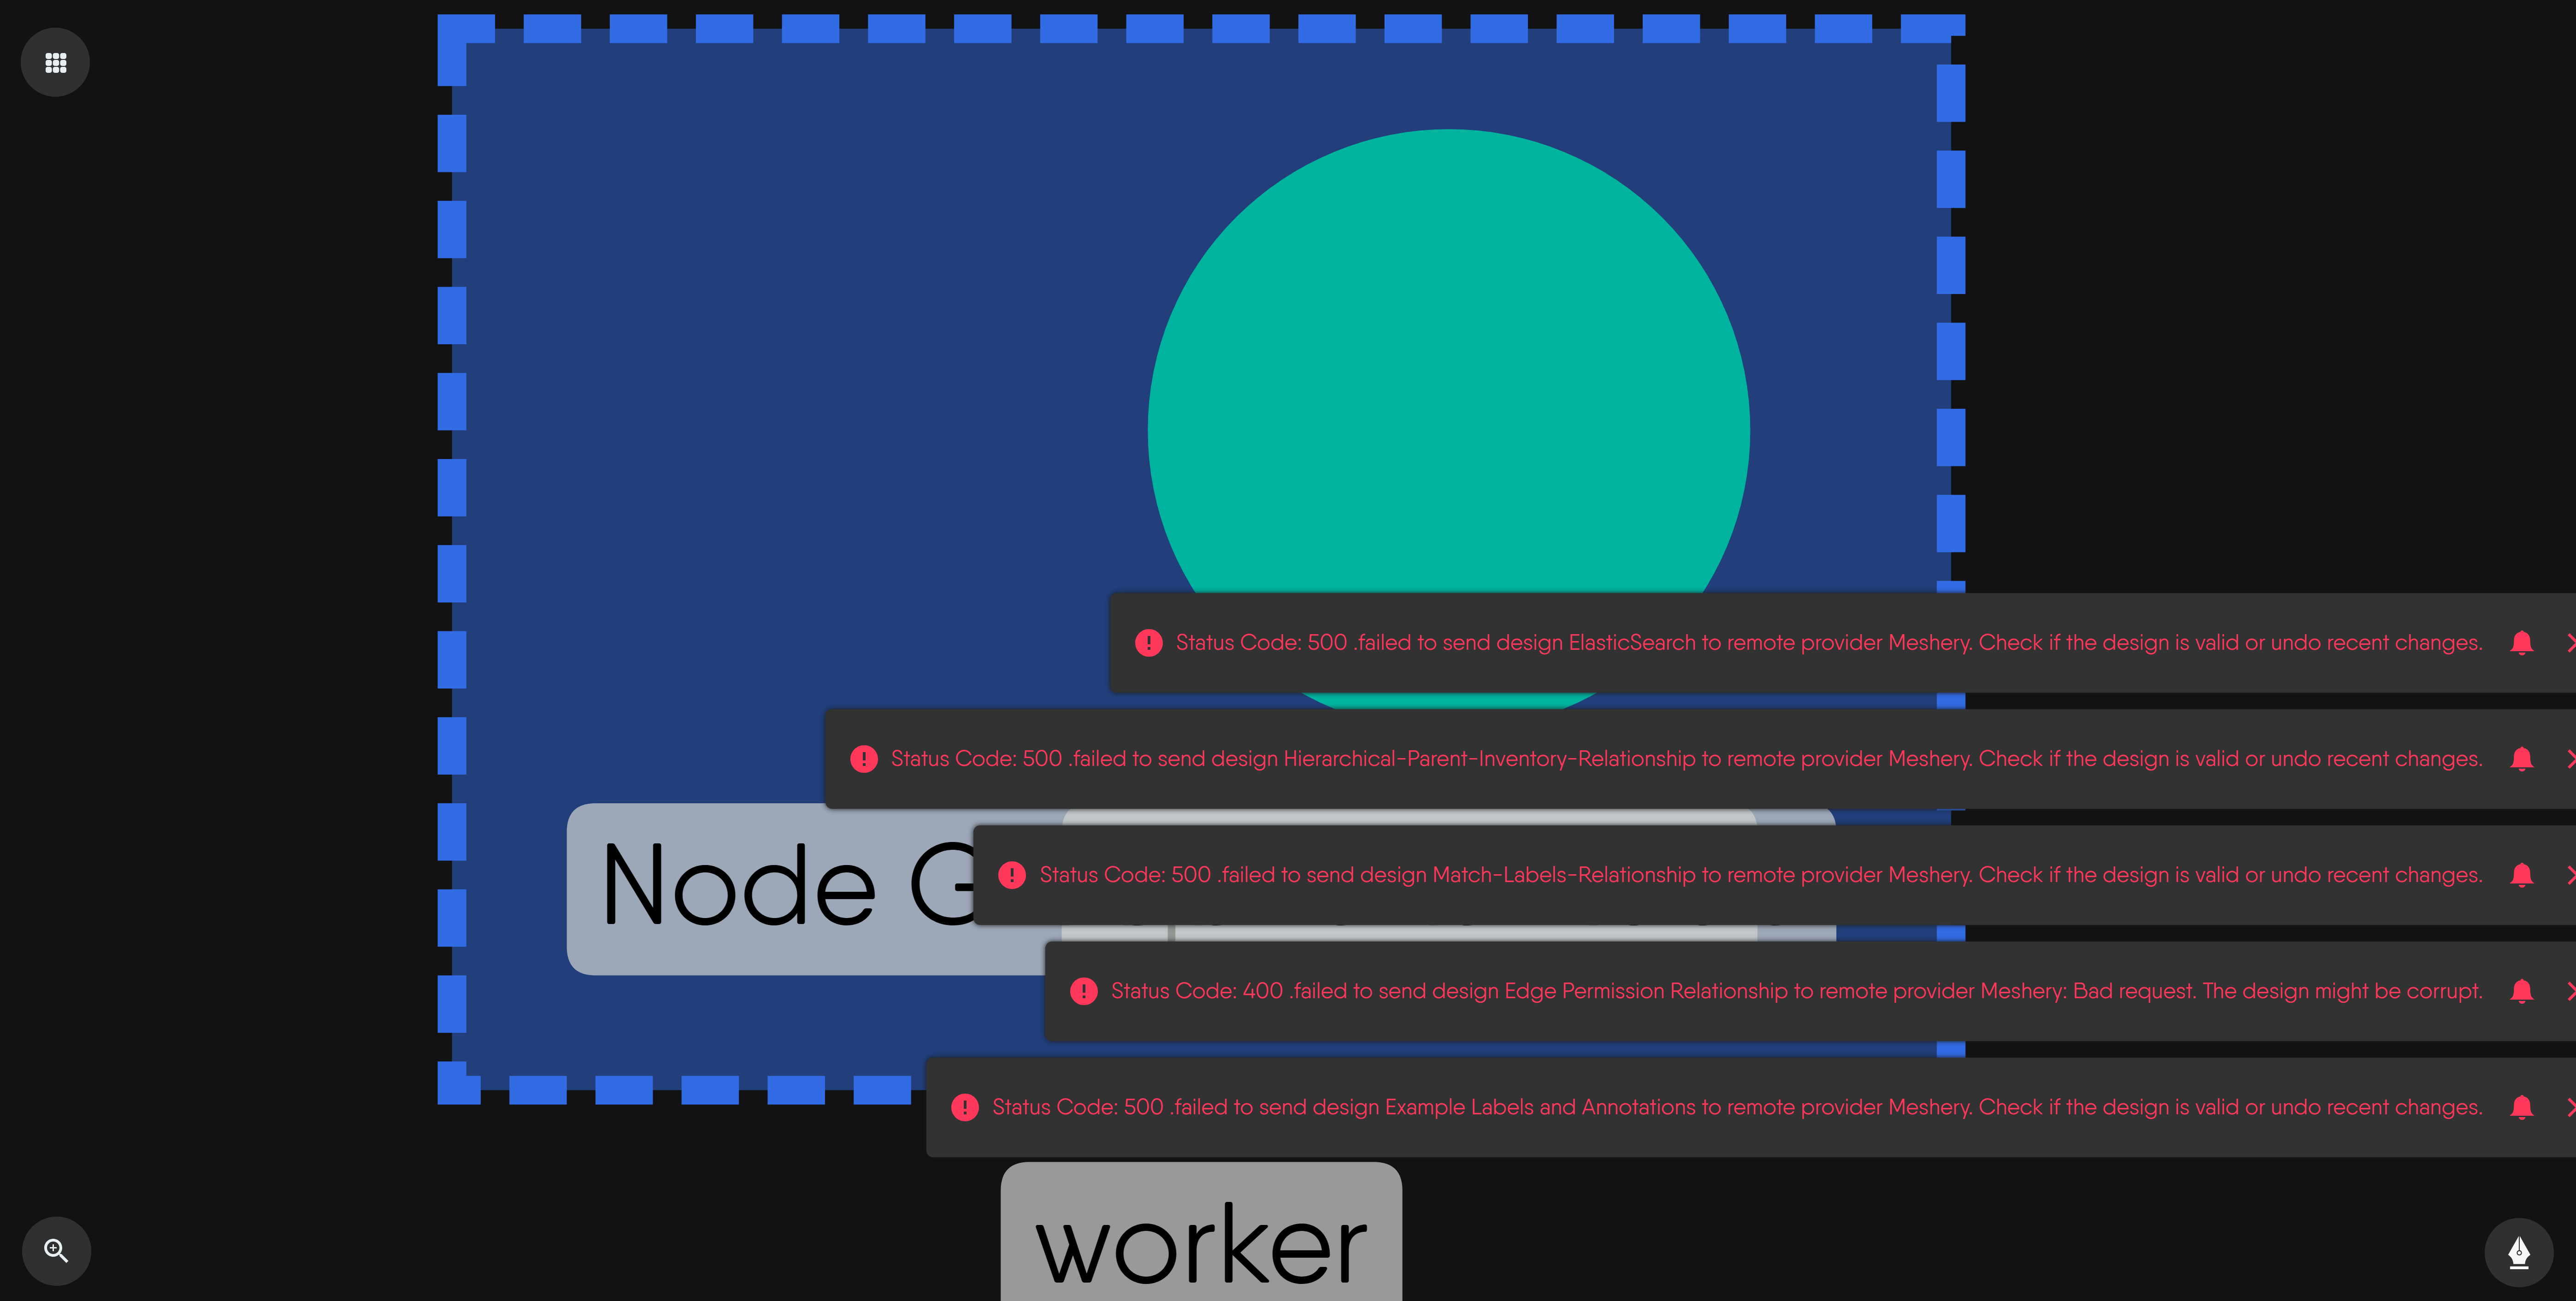 Status Code: 500 .failed to send design ElasticSearch to remote provider Meshery. Check if the design is valid or undo recent changes.
Status Code: 500 .failed to send design Hierarchical-Parent-Inventory-Relationship to remote provider Meshery. Check if the design is valid or undo recent changes.
Node
Status Code: 500 .failed to send design Match-Labels-Relationship to remote provider Meshery. Check if the design is valid or undo recent changes.
Status Code: 400 .failed to send design Edge Permission Relationship to remote provider Meshery: Bad request. The design might be corrupt.
Status Code: 500 .failed to send design Example Labels and Annotations to remote provider Meshery. Check if the design is valid or undo recent changes.
worker